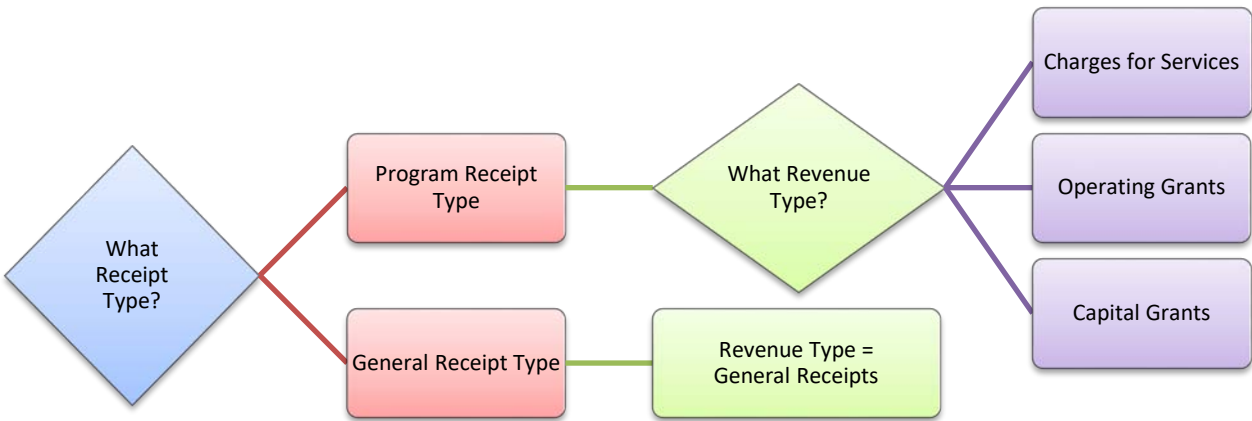 What
Receipt
Type?
Program Receipt
Type
General Receipt Type
What Revenue
Type?
Revenue Type =
General Receipts
Charges for Services
Operating Grants
Capital Grants